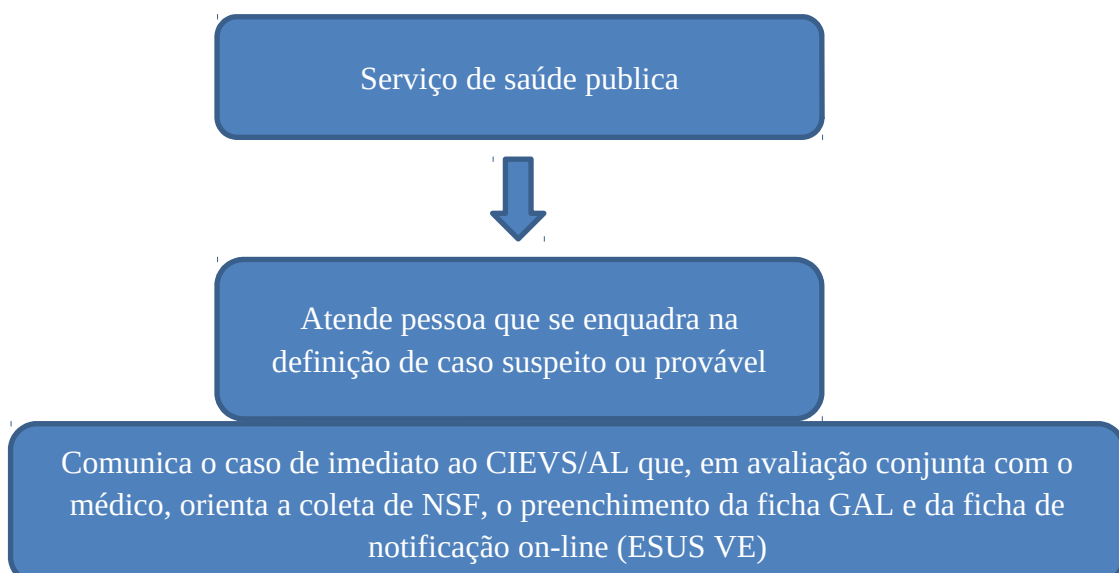 Serviço de saúde publica
Atende pessoa que se enquadra na
definição de caso suspeito ou provável
Comunica o caso de imediato ao CIEVS/AL que, em avaliação conjunta com o
médico, orienta a coleta de NSF, o preenchimento da ficha GAL e da ficha de
notificação on-line (ESUS VE)